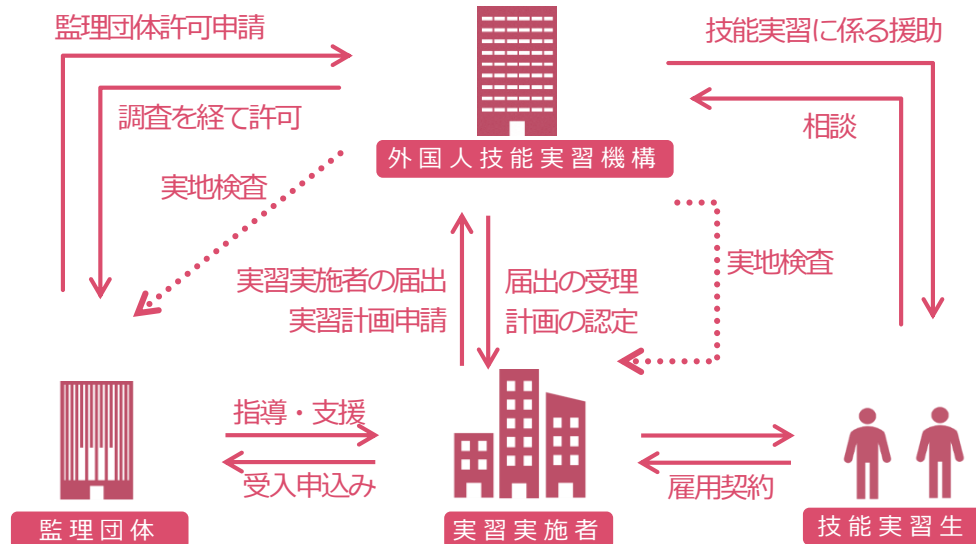 監理団体許可申請
技能実習に係る援助
調査を経て許可
相談
外国人技能実習機構
実地検査
実地検査
実習実施者の届出
実習計画申請
届出の受理
計画の認定
指導・支援
受入申込み
雇用契約
監理団体
実習実施者
技能実習生